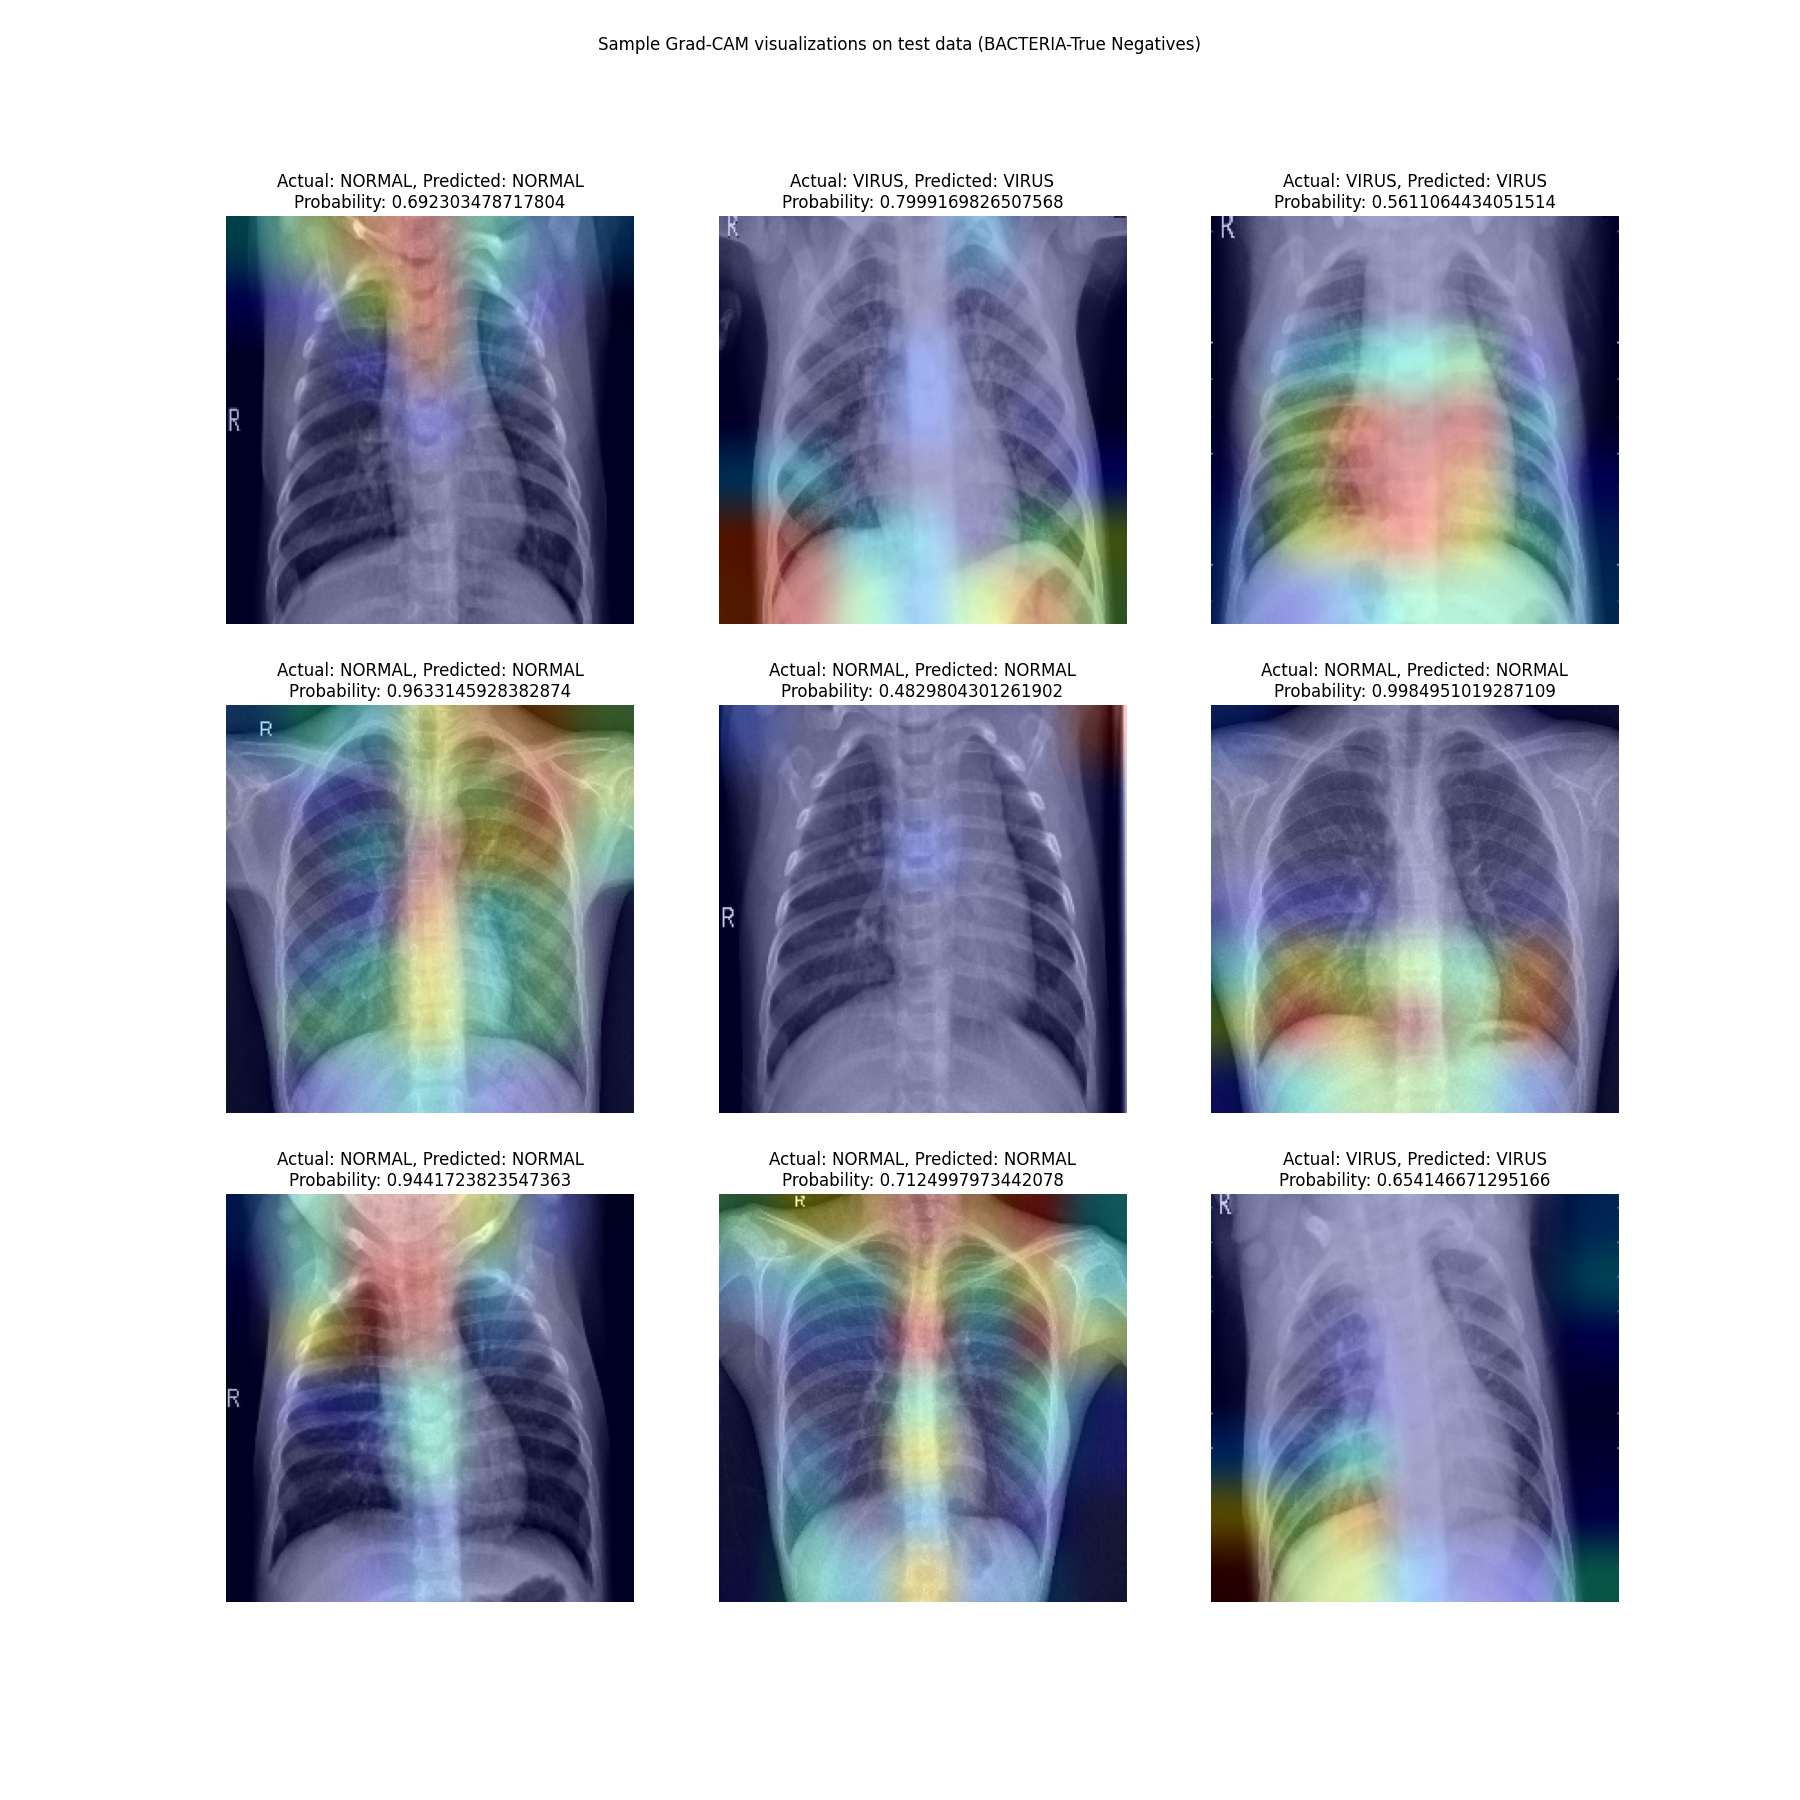 Sample Grad-CAM visualizations on test data (BACTERIA-True Negatives)
Actual: NORMAL, Predicted: NORMAL
Probability: 0.692303478717804
Actual: VIRUS, Predicted: VIRUS
Probability: 0.7999169826507568
Actual: VIRUS, Predicted: VIRUS
Probability: 0.5611064434051514
R
R
R
Actual: NORMAL, Predicted: NORMAL
Probability: 0.9633145928382874
Actual: NORMAL, Predicted: NORMAL
Probability: 0.4829804301261902
Actual: NORMAL, Predicted: NORMAL
Probability: 0.9984951019287109
R
R
Actual: NORMAL, Predicted: NORMAL
Probability: 0.9441723823547363
Actual: NORMAL, Predicted: NORMAL
Probability: 0.7124997973442078
Actual: VIRUS, Predicted: VIRUS
Probability: 0.654146671295166
R
R
R